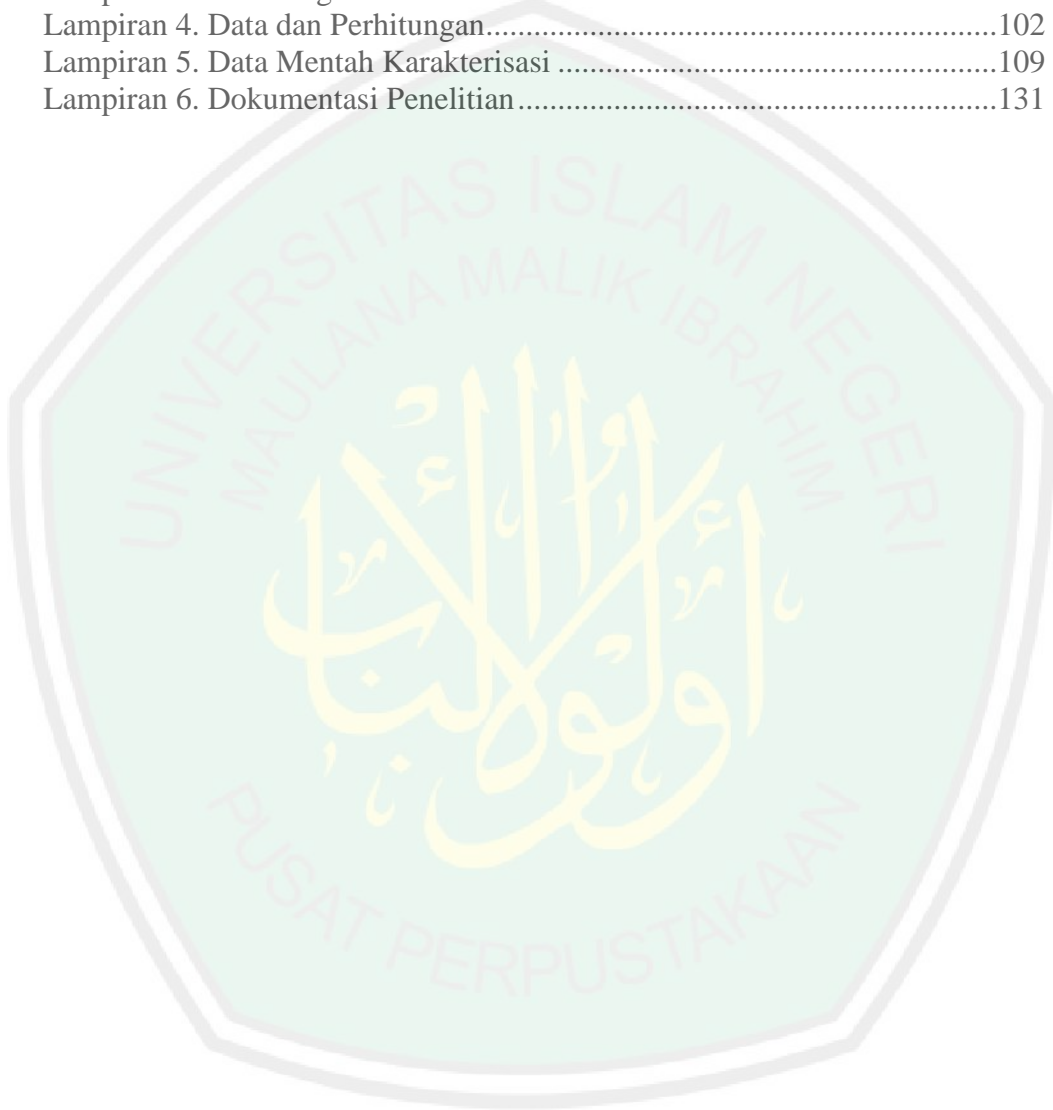 Lampiran 4. Data dan Perhitungan.....................................................................102
Lampiran 5. Data Mentah Karakterisasi ............................................................109
Lampiran 6. Dokumentasi Penelitian.................................................................131
UNIVERSITAS ISLAM NEGERI
MAULANA MALIK IBRAHIM
أولوا الألباب
PUSAT PERPUSTAKAAN